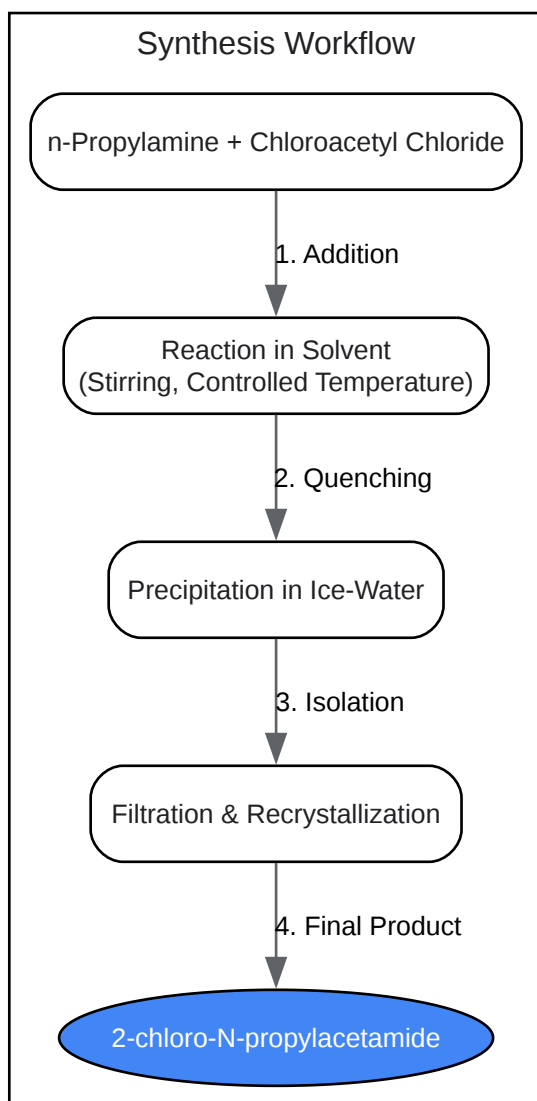 Synthesis Workflow
n-Propylamine + Chloroacetyl Chloride
1. Addition
Reaction in Solvent
(Stirring, Controlled Temperature)
2. Quenching
Precipitation in Ice-Water
3. Isolation
Filtration & Recrystallization
4. Final Product
2-chloro-N-propylacetamide